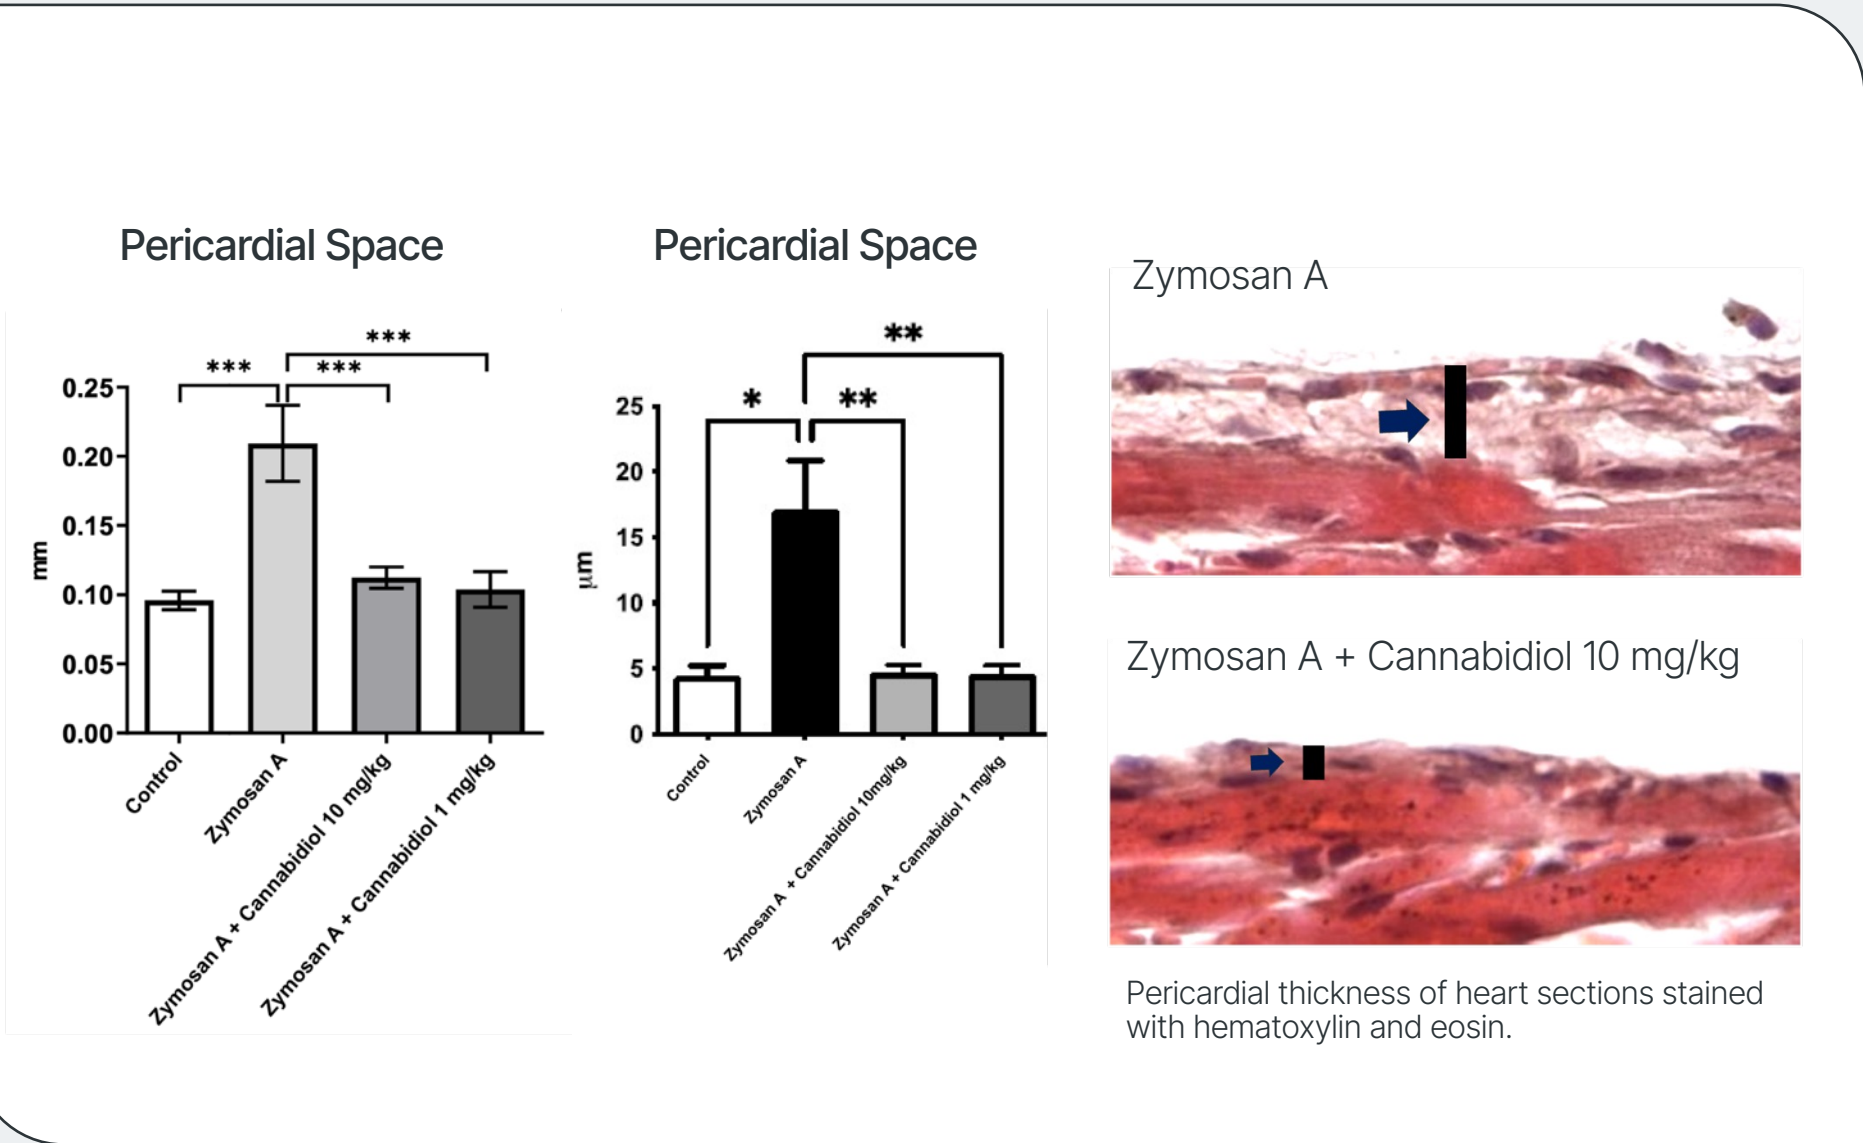 Pericardial Space
***
***
***
0.25
0.20
0.15
0.10
0.05
0.00
mm
Control
Zymosan A
Zymosan A + Cannabidiol 10 mg/kg
Zymosan A + Cannabidiol 1 mg/kg
Pericardial Space
**
*
**
25
20
15
10
5
0
µm
Control
Zymosan A
Zymosan A + Cannabidiol 10mg/kg
Zymosan A + Cannabidiol 1 mg/kg
Zymosan A
Zymosan A + Cannabidiol 10 mg/kg
Pericardial thickness of heart sections stained
with hematoxylin and eosin.